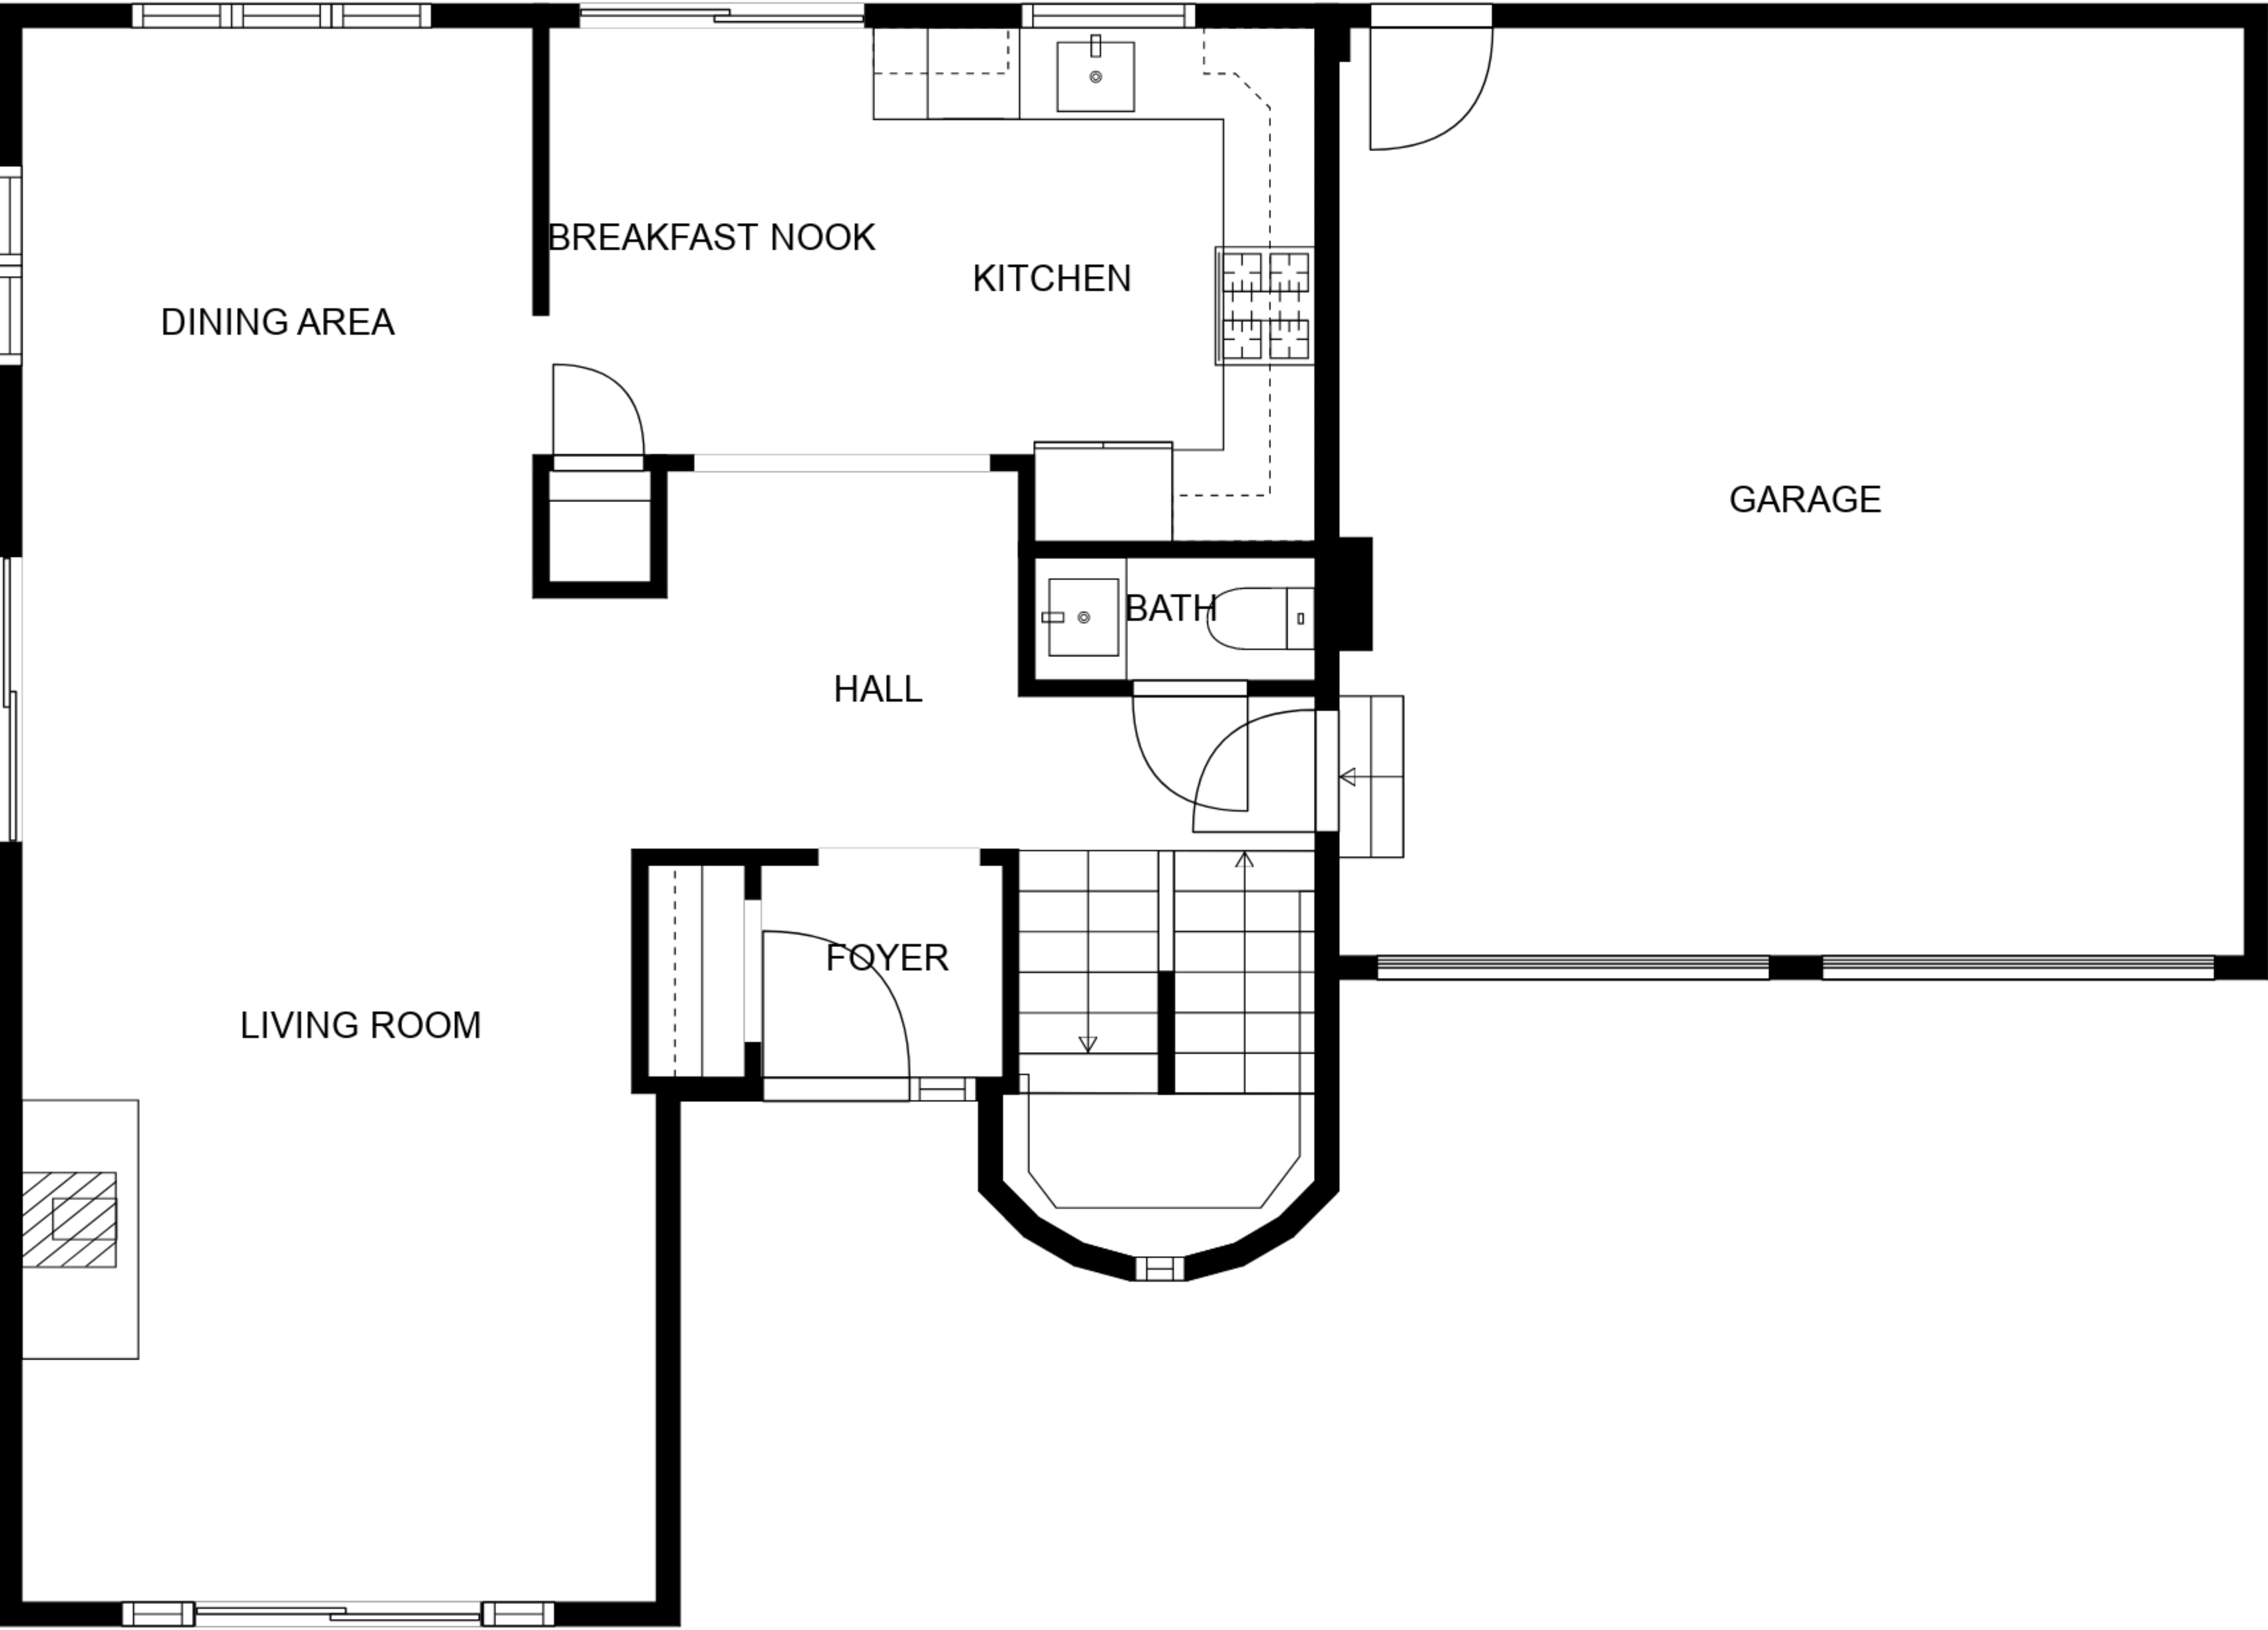 BREAKFAST NOOK
KITCHEN
DINING AREA
GARAGE
BATH
HALL
FOYER
LIVING ROOM